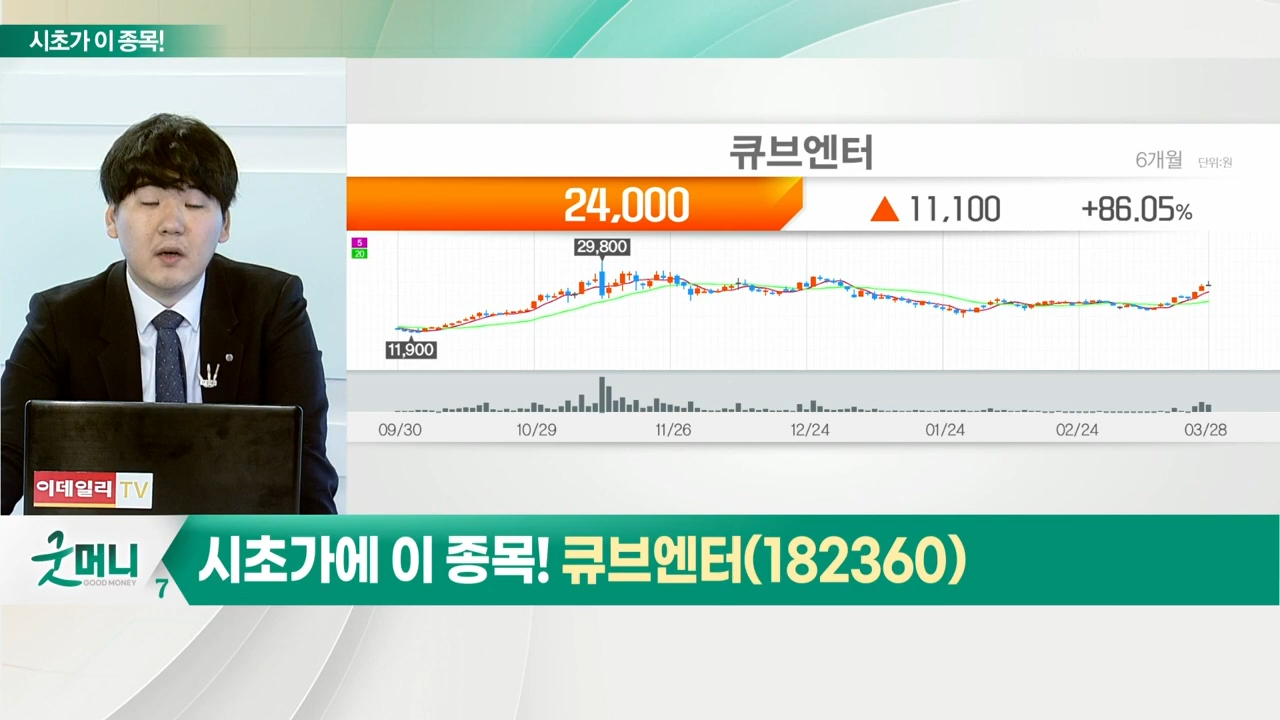 시초가 이 종목!
큐브엔터
6개월 단위:원
24,000 ▲ 11,100 +86.05%
5
20
29,800
11,900
09/30 10/29 11/26 12/24 01/24 02/24 03/28
이데일리 TV
굿머니
GOOD MONEY
7
시초가에 이 종목! 큐브엔터(182360)